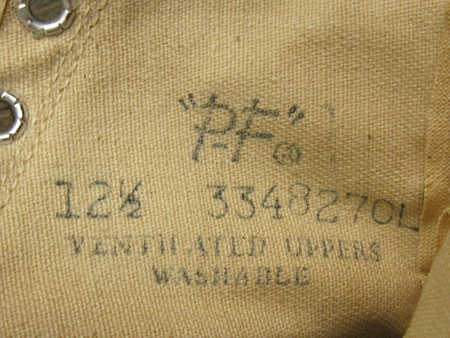 "P-F"®
12½ 3348270L
VENTILATED UPPERS
WASHABLE